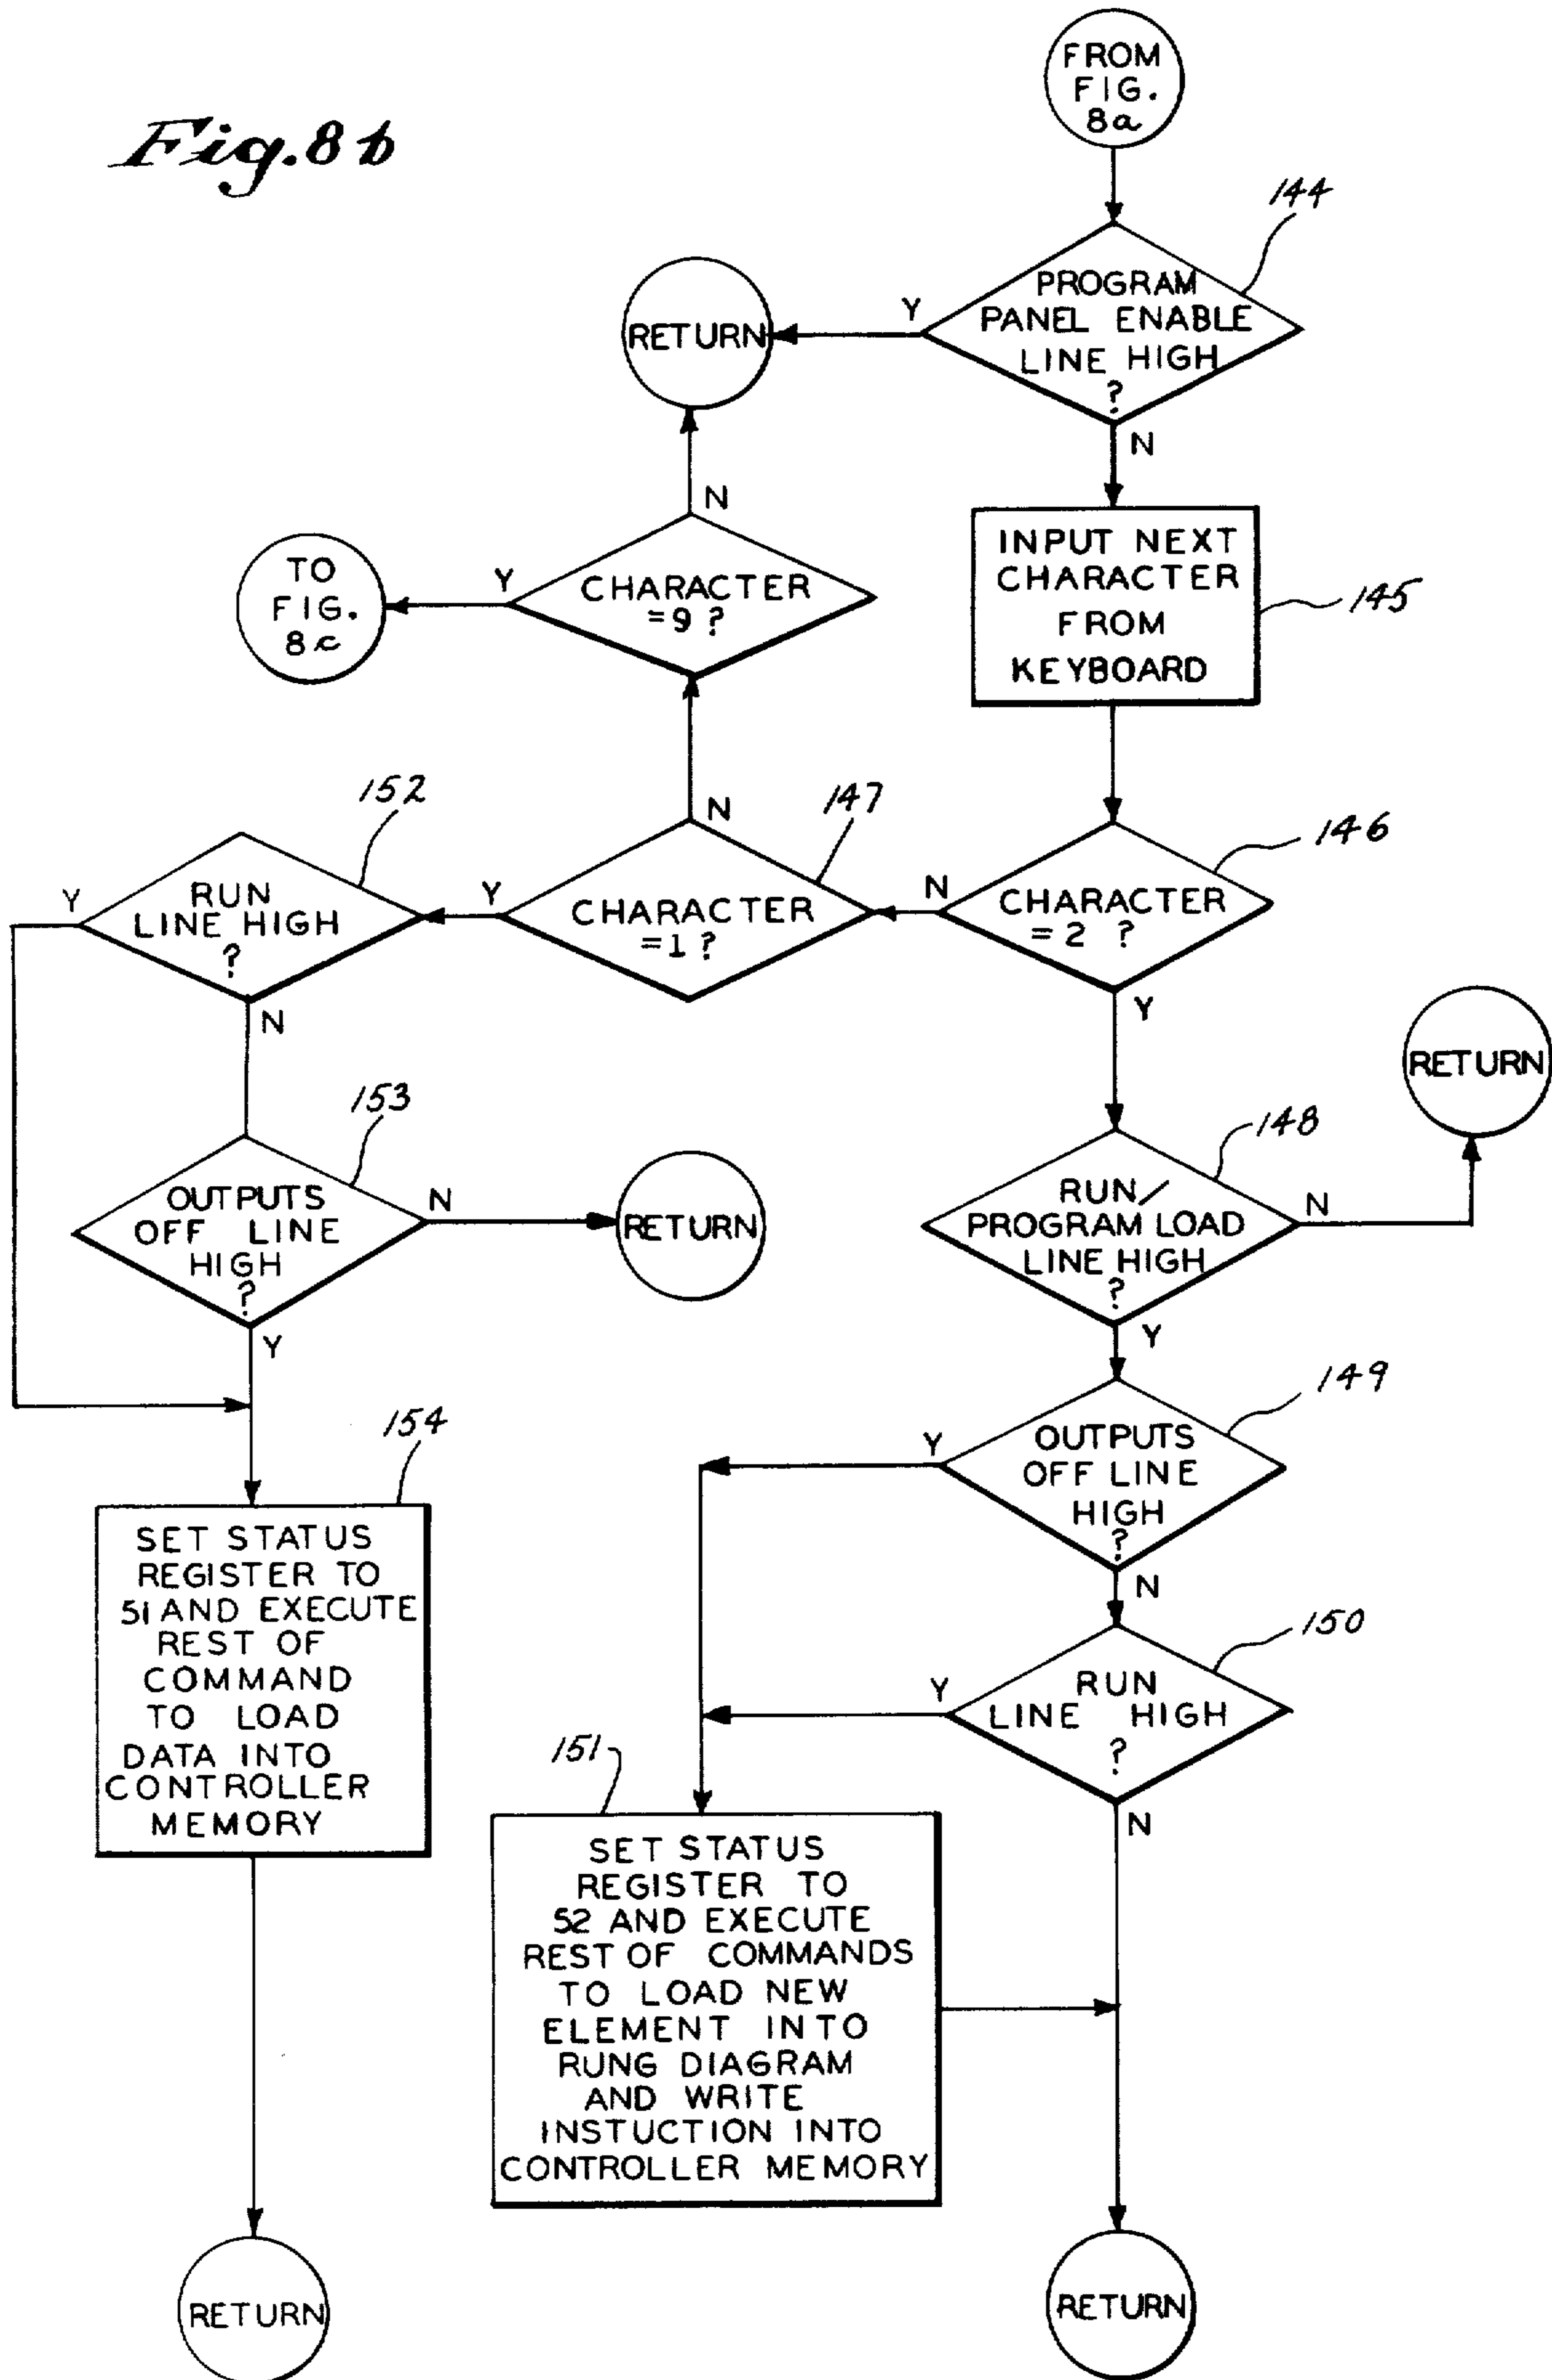 Fig. 8b
FROM
FIG.
8a
144
PROGRAM
PANEL ENABLE
LINE HIGH
?
Y
N
RETURN
INPUT NEXT
CHARACTER
FROM
KEYBOARD
145
N
CHARACTER
=9?
Y
TO
FIG.
8c
146
CHARACTER
=2 ?
N
Y
147
CHARACTER
=1?
N
Y
152
RUN
LINE HIGH
?
Y
N
153
OUTPUTS
OFF LINE
HIGH
?
N
RETURN
Y
148
RUN/
PROGRAM LOAD
LINE HIGH
?
N
RETURN
Y
149
OUTPUTS
OFF LINE
HIGH
?
Y
N
150
RUN
LINE HIGH
?
Y
N
154
SET STATUS
REGISTER TO
51 AND EXECUTE
REST OF
COMMAND
TO LOAD
DATA INTO
CONTROLLER
MEMORY
151
SET STATUS
REGISTER TO
52 AND EXECUTE
REST OF COMMANDS
TO LOAD NEW
ELEMENT INTO
RUNG DIAGRAM
AND WRITE
INSTUCTION INTO
CONTROLLER MEMORY
RETURN
RETURN